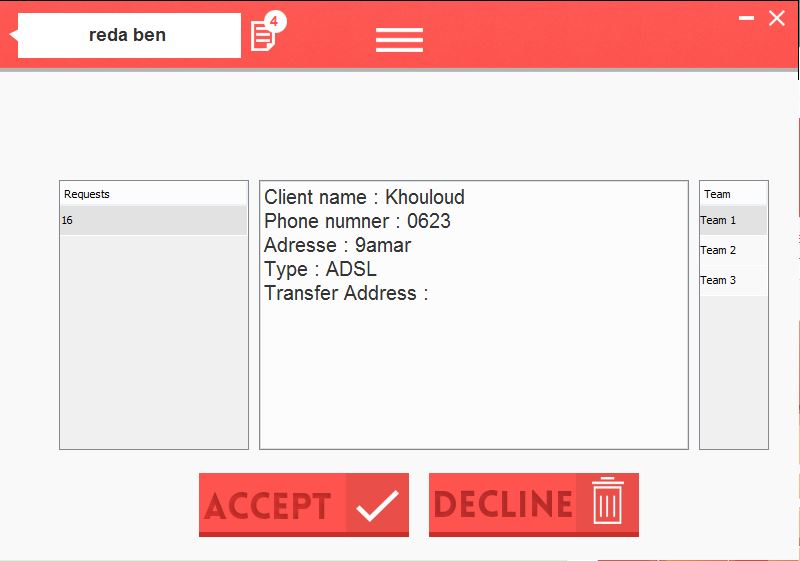 reda ben
4
Requests
16
Client name : Khouloud
Phone numner : 0623
Adresse : 9amar
Type : ADSL
Transfer Address :
Team
Team 1
Team 2
Team 3
ACCEPT
DECLINE